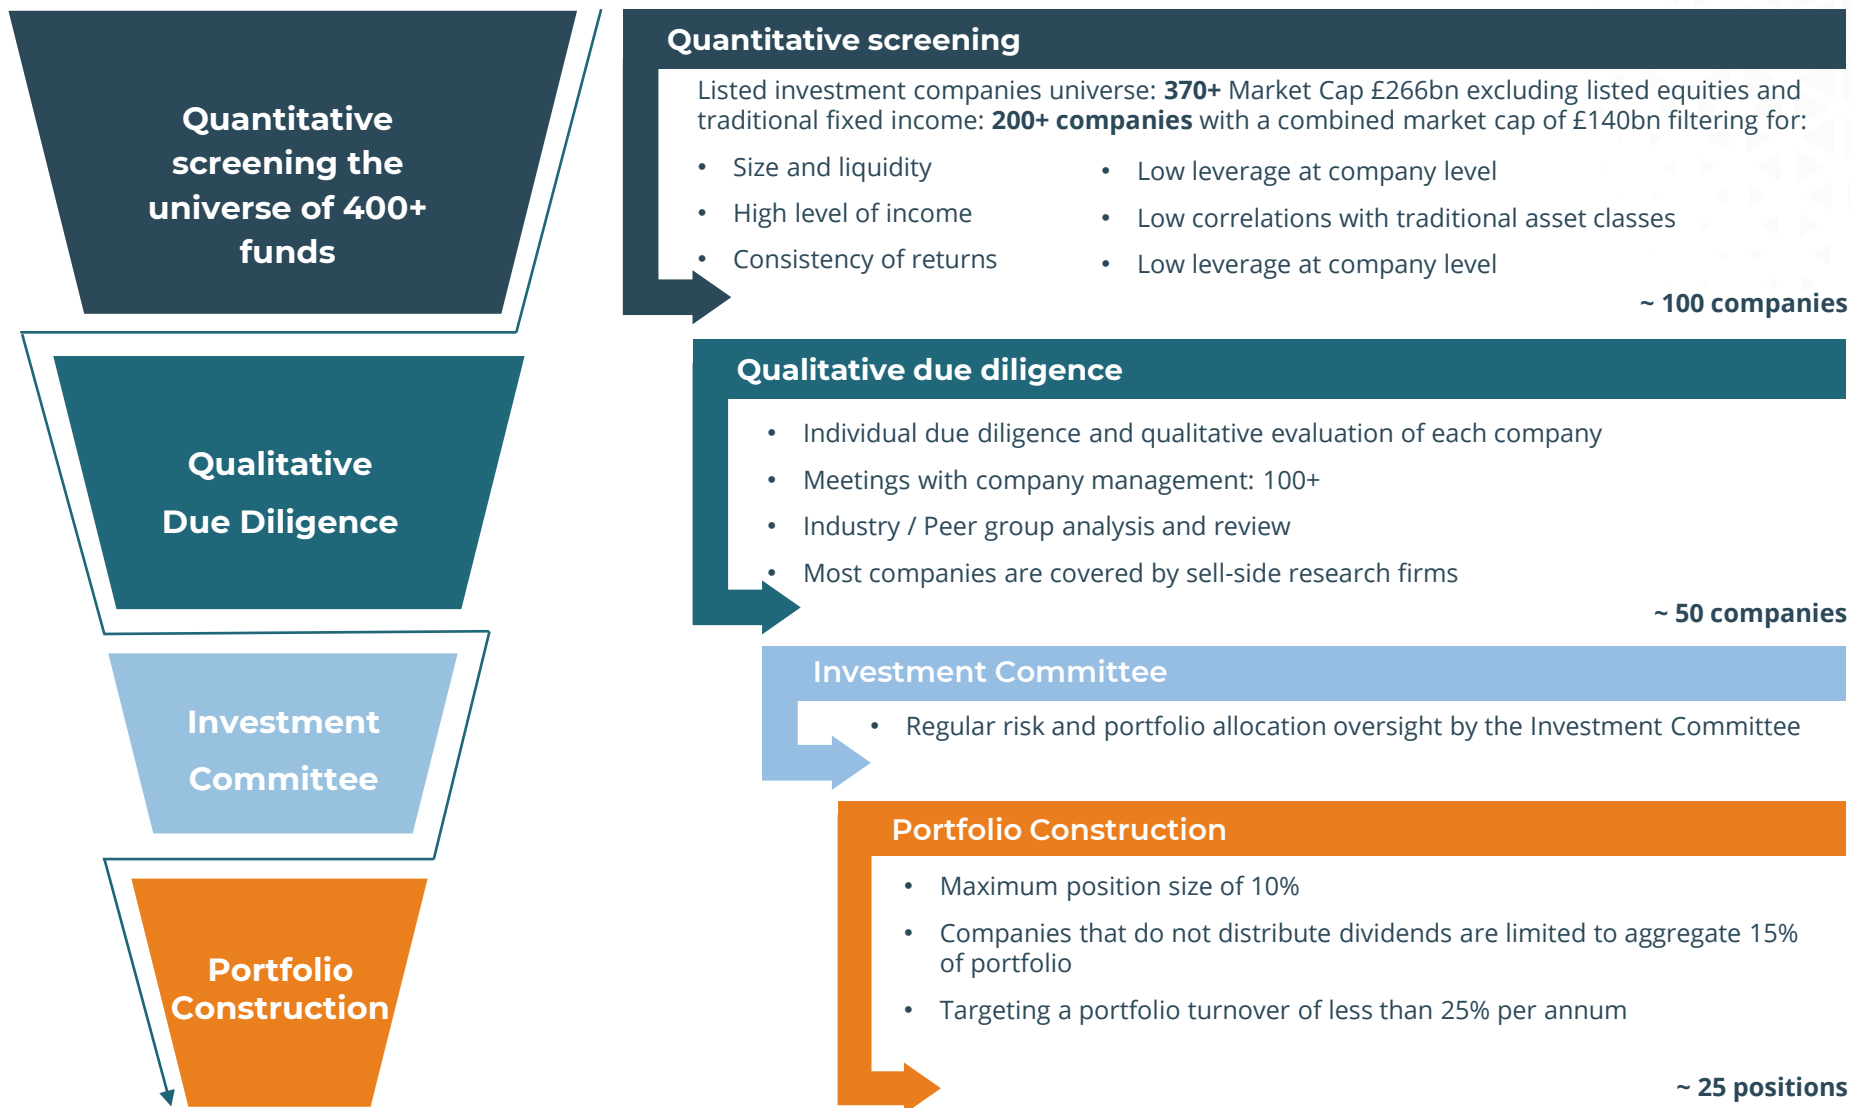 Quantitative
screening the
universe of 400+
funds
Quantitative screening
Listed investment companies universe: 370+ Market Cap £266bn excluding listed equities and
traditional fixed income: 200+ companies with a combined market cap of £140bn filtering for:
• Size and liquidity
• High level of income
• Consistency of returns
• Low leverage at company level
• Low correlations with traditional asset classes
• Low leverage at company level
~ 100 companies
Qualitative
Due Diligence
Qualitative due diligence
• Individual due diligence and qualitative evaluation of each company
• Meetings with company management: 100+
• Industry / Peer group analysis and review
• Most companies are covered by sell-side research firms
~ 50 companies
Investment
Committee
Investment Committee
• Regular risk and portfolio allocation oversight by the Investment Committee
Portfolio
Construction
Portfolio Construction
• Maximum position size of 10%
• Companies that do not distribute dividends are limited to aggregate 15%
of portfolio
• Targeting a portfolio turnover of less than 25% per annum
~ 25 positions